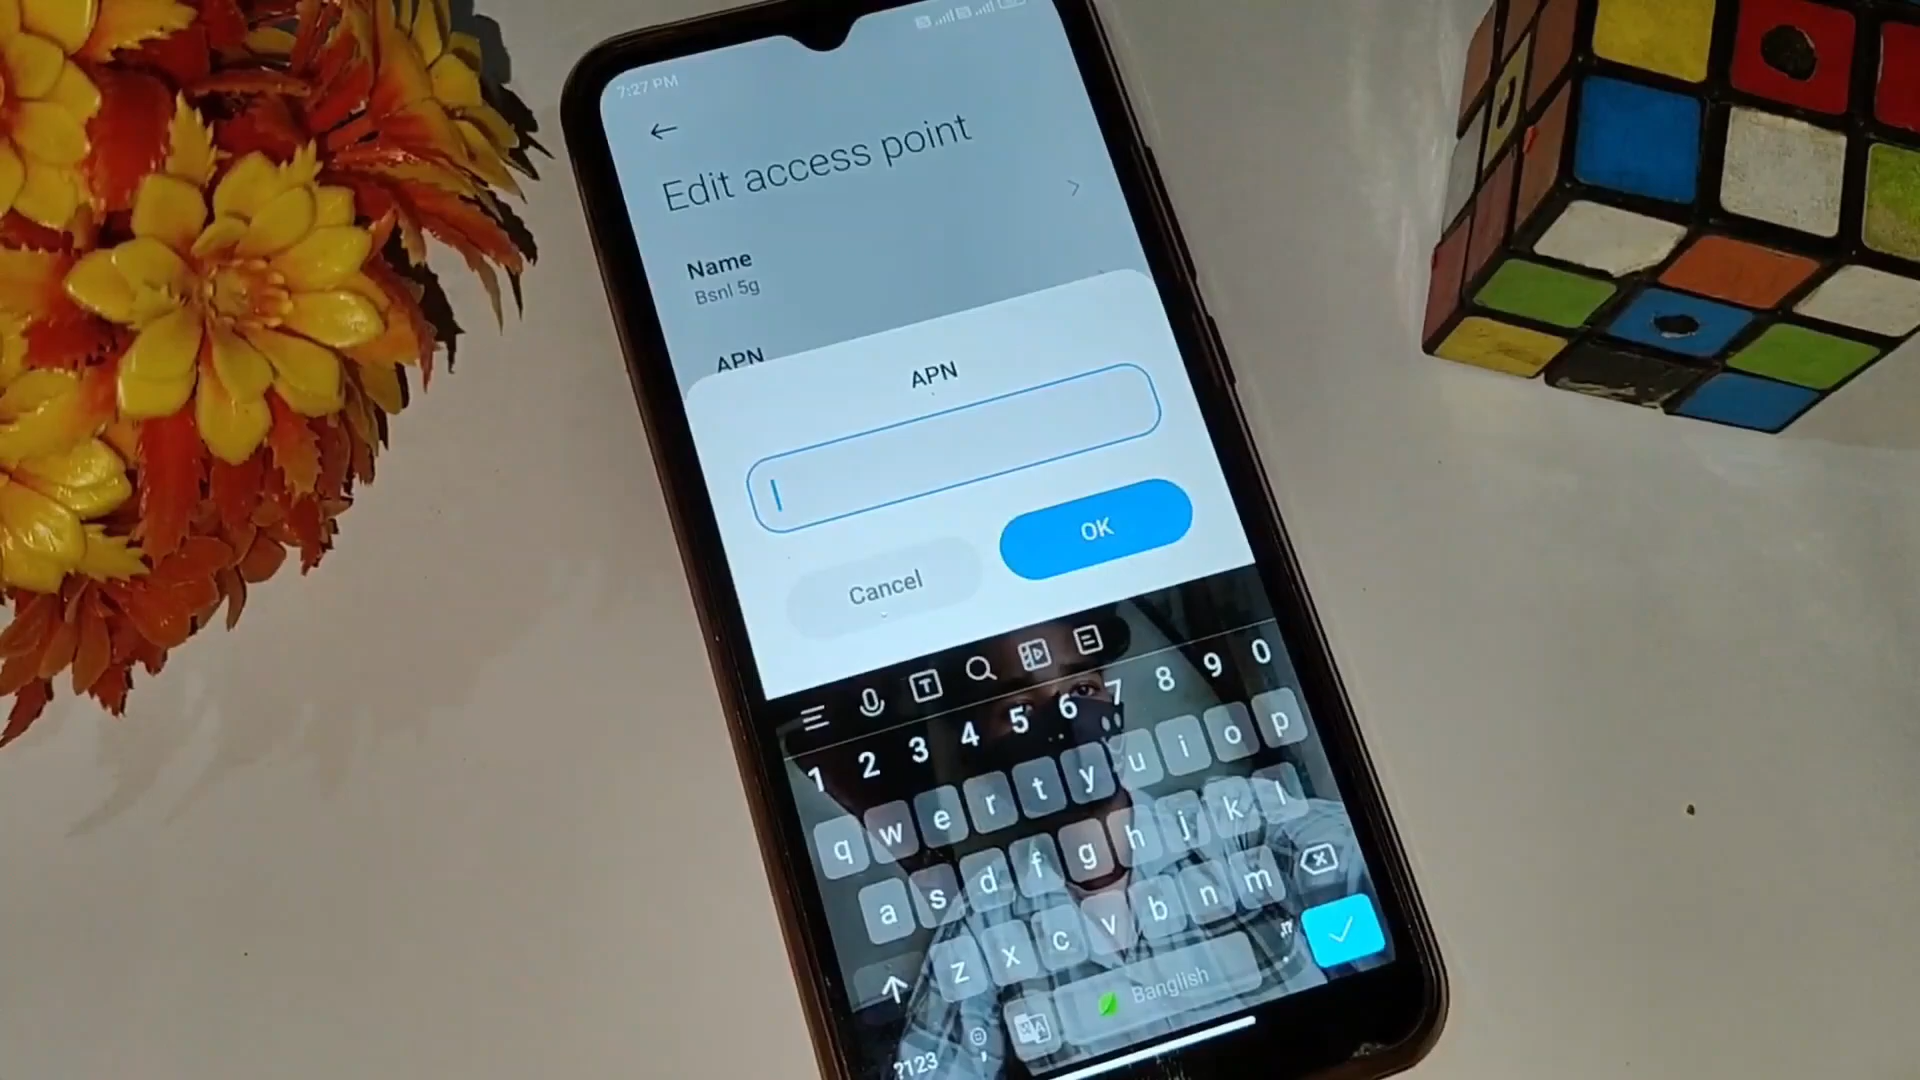 7:27 PM
Edit access point
Name
Bsnl 5g
APN
APN
Cancel
OK
1 2 3 4 5 6 7 8 9 0
q w e r t y u i o p
a s d f g h j k l
z x c v b n m
?123
Banglish